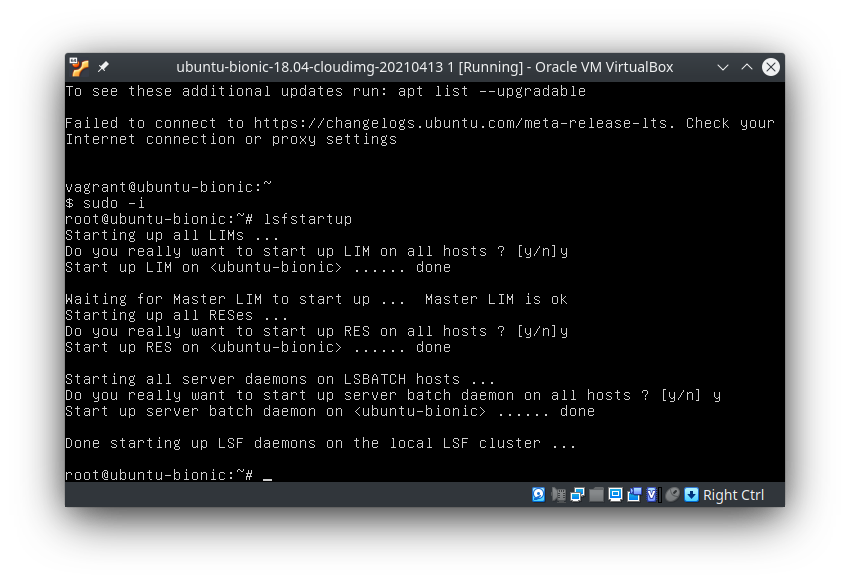 ubuntu-bionic-18.04-cloudimg-20210413 1 [Running] - Oracle VM VirtualBox
To see these additional updates run: apt list --upgradable
Failed to connect to https://changelogs.ubuntu.com/meta-release-lts. Check your
Internet connection or proxy settings
vagrant@ubuntu-bionic:~
$ sudo -i
root@ubuntu-bionic:~# lsfstartup
Starting up all LIMs ...
Do you really want to start up LIM on all hosts ? [y/n]y
Start up LIM on <ubuntu-bionic> ...... done
Waiting for Master LIM to start up ...  Master LIM is ok
Starting up all RESes ...
Do you really want to start up RES on all hosts ? [y/n]y
Start up RES on <ubuntu-bionic> ...... done
Starting all server daemons on LSBATCH hosts ...
Do you really want to start up server batch daemon on all hosts ? [y/n] y
Start up server batch daemon on <ubuntu-bionic> ...... done
Done starting up LSF daemons on the local LSF cluster ...
root@ubuntu-bionic:~# _
Right Ctrl